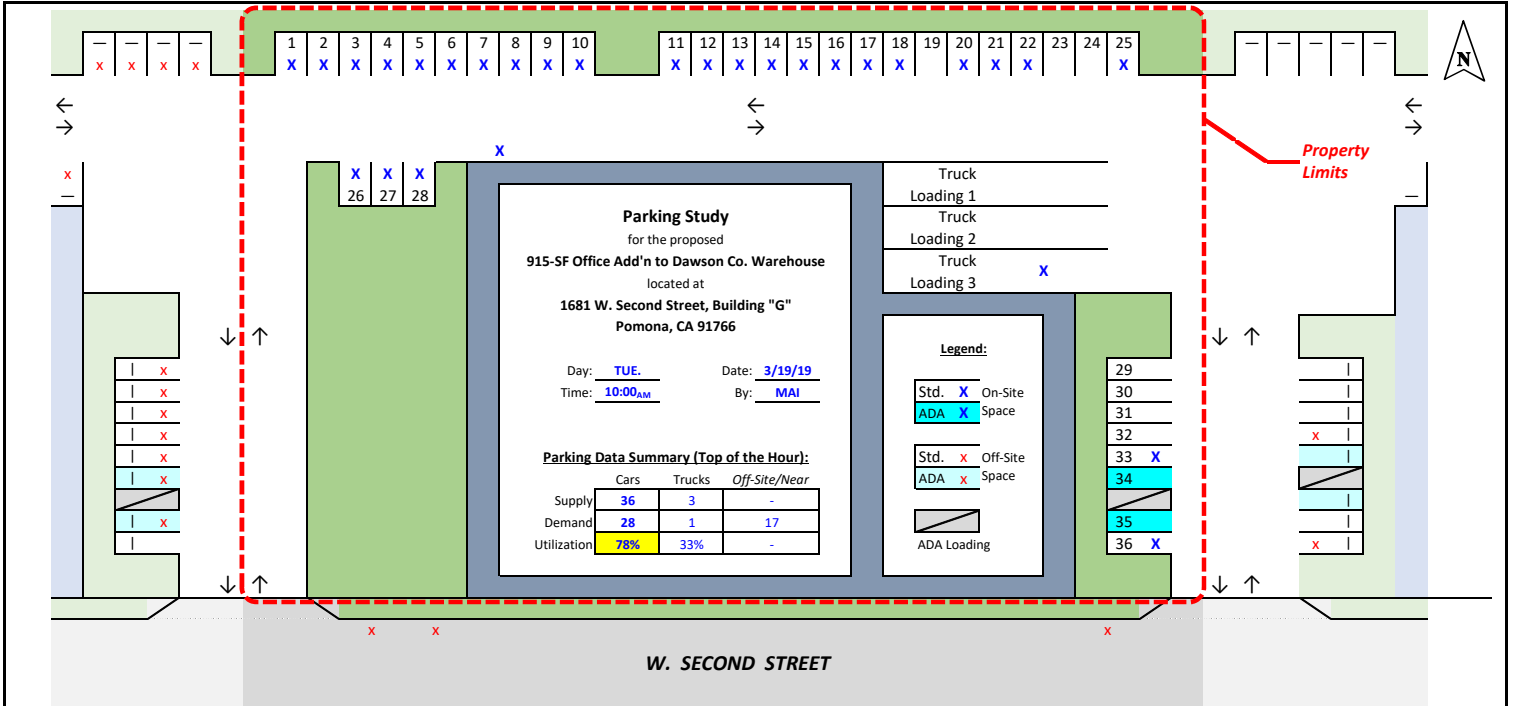 — — — —
x x x x
1 2 3 4 5 6 7 8 9 10
X X X X X X X X X X
11 12 13 14 15 16 17 18 19 20 21 22 23 24 25
X X X X X X X X X X X X
— — — — —
N
← ← ←
→ → →
Property
Limits
x
—
X
X X X
26 27 28
Truck
Loading 1
Truck
Loading 2
Truck
Loading 3
X
—
Parking Study
for the proposed
915-SF Office Add'n to Dawson Co. Warehouse
located at
1681 W. Second Street, Building "G"
Pomona, CA 91766
Day: TUE. Date: 3/19/19
Time: 10:00AM By: MAI
Parking Data Summary (Top of the Hour):
Cars Trucks Off-Site/Near
Supply 36 3 -
Demand 28 1 17
Utilization 78% 33% -
Legend:
Std. X On-Site
ADA X Space
Std. x Off-Site
ADA x Space
ADA Loading
↓ ↑ ↓ ↑
| x
| x
| x
| x
| x
| x
| x
|
29
30
31
32
33 X
34
35
36 X
|
|
|
x |
|
|
|
x |
↓ ↑ ↓ ↑
x x x
W. SECOND STREET